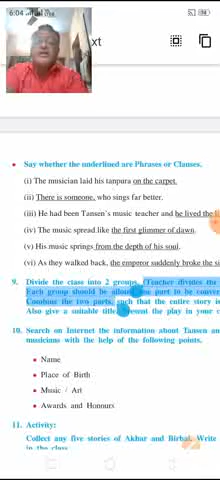 6:04
xt
• Say whether the underlined are Phrases or Clauses.
(i) The musician laid his tanpura on the carpet.
(ii) There is someone, who sings far better.
(iii) He had been Tansen's music teacher and he lived the
(iv) The music spread like the first glimmer of dawn.
(v) His music springs from the depth of his soul.
(vi) As they walked back, the emperor suddenly broke the si
9. Divide the class into 2 groups. (Teacher divides the
Each group should be part to be conver
Combine the two parts, such that the entire story is
Also give a suitable title. Present the play in your c
10. Search on Internet the information about Tansen an
musicians with the help of the following points.
• Name
• Place of Birth
• Music / Art
• Awards and Honours
11. Activity:
Collect any five stories of Akbar and Birbal. Write
in the class